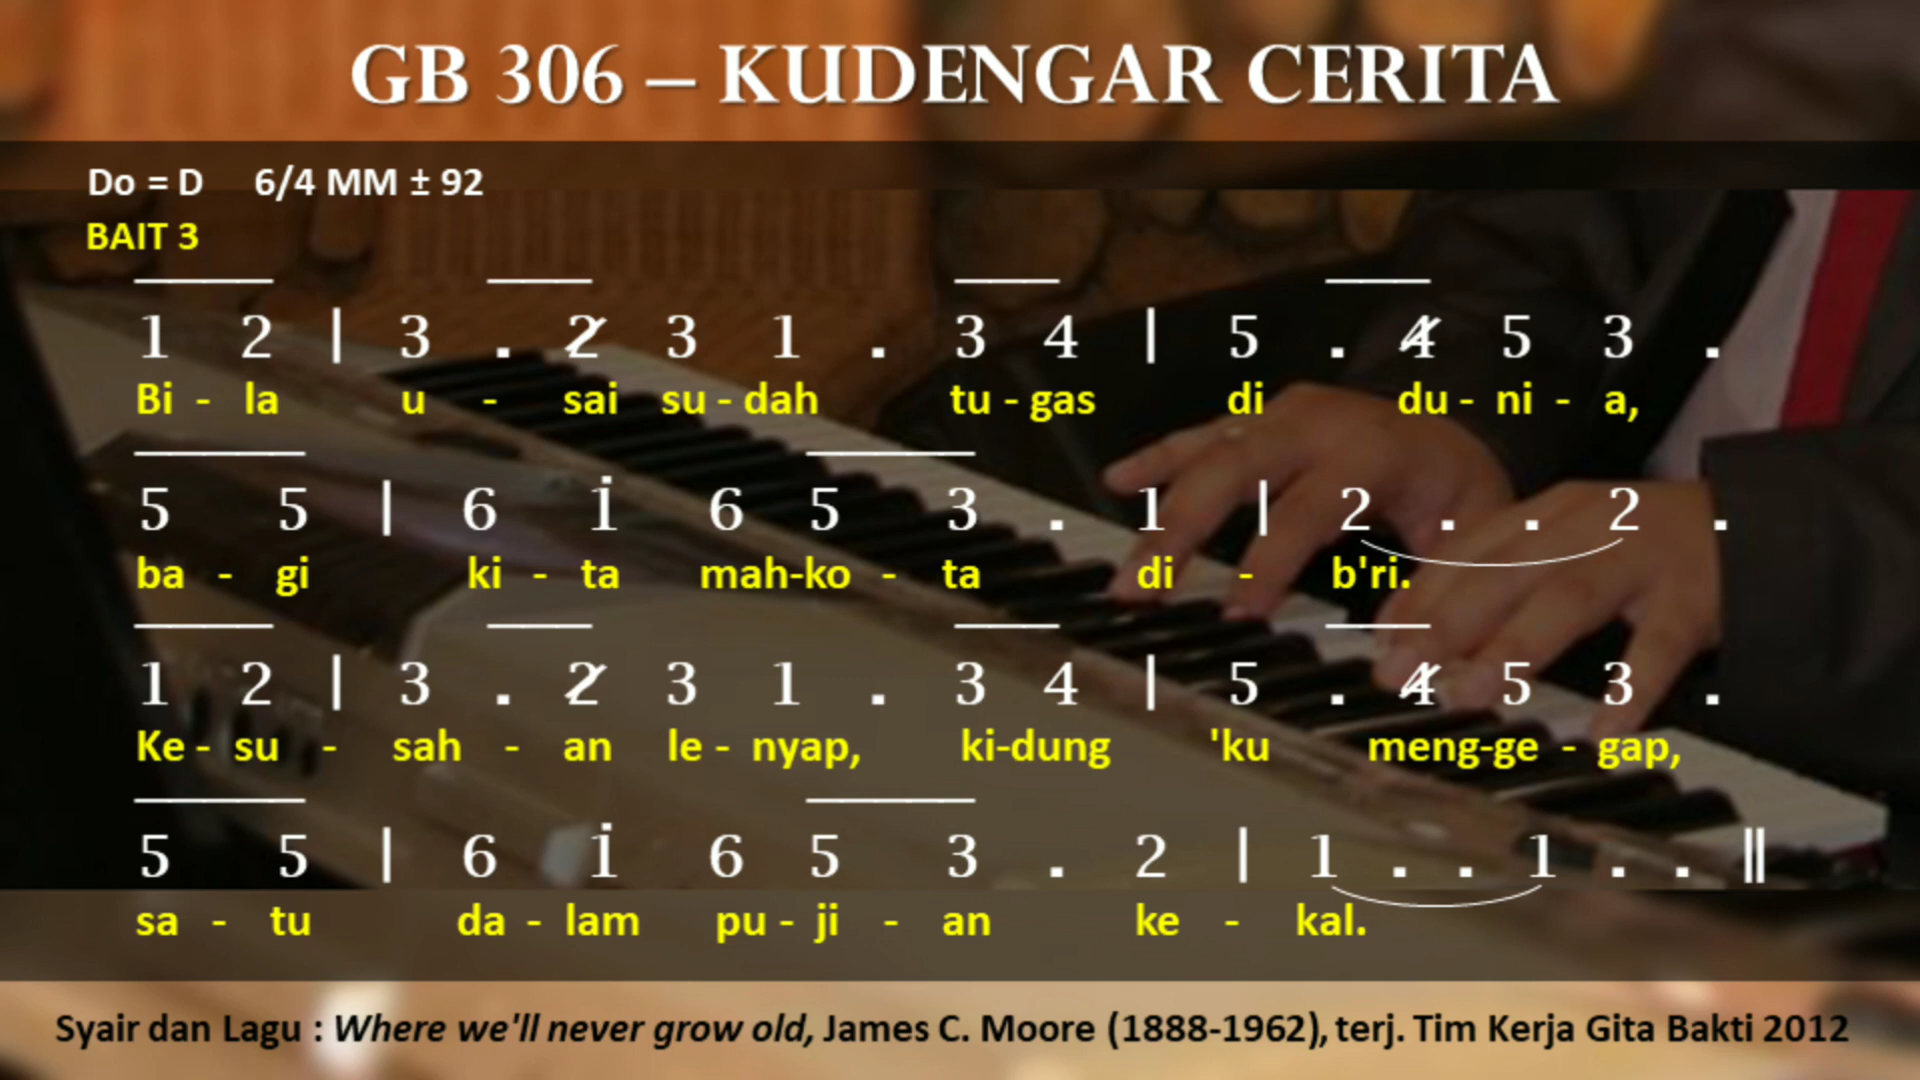 GB 306 – KUDENGAR CERITA
Do = D 6/4 MM ± 92
BAIT 3
1 2 | 3 . 2̸ 3 1 . 3 4 | 5 . 4̸ 5 3 .
Bi - la u - sai su - dah tu - gas di du - ni - a,
5 5 | 6 i 6 5 3 . 1 | 2 . . 2 .
ba - gi ki - ta mah-ko - ta di - b'ri.
1 2 | 3 . 2̸ 3 1 . 3 4 | 5 . 4̸ 5 3 .
Ke - su - sah - an le - nyap, ki-dung 'ku meng-ge - gap,
5 5 | 6 i 6 5 3 . 2 | 1 . . 1 . . ||
sa - tu da - lam pu - ji - an ke - kal.
Syair dan Lagu : Where we'll never grow old, James C. Moore (1888-1962), terj. Tim Kerja Gita Bakti 2012